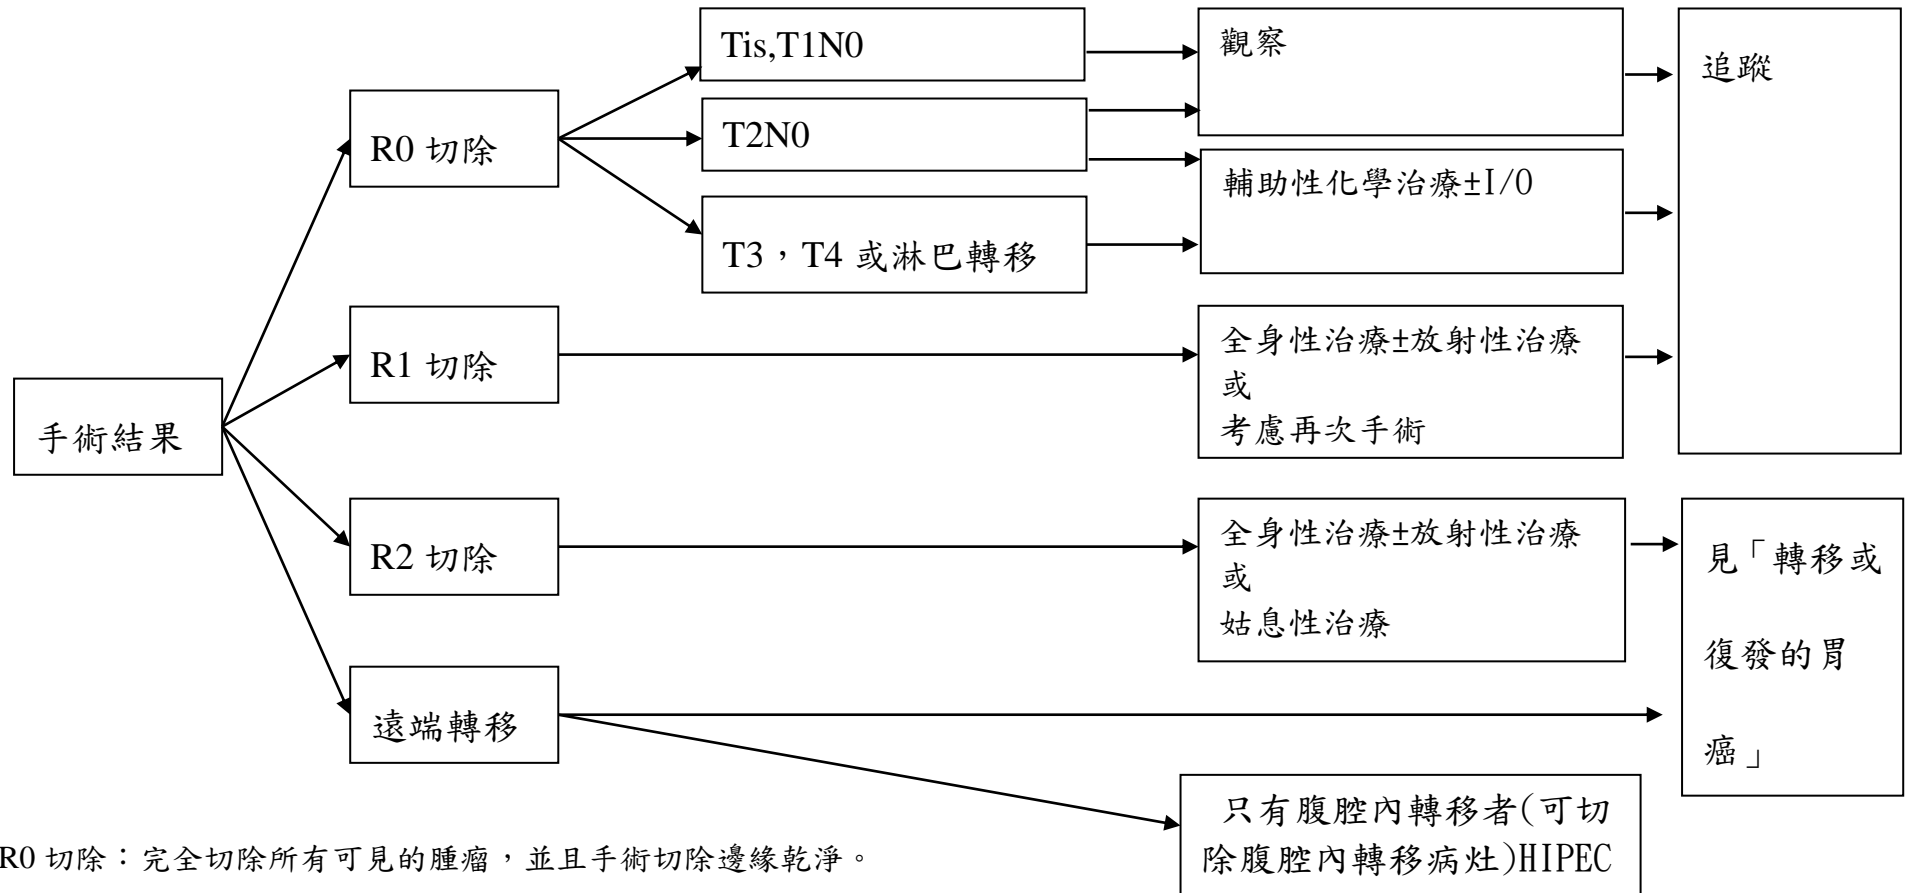 Tis,T1N0
觀察
追蹤
R0 切除
T2N0
輔助性化學治療±I/O
T3，T4 或淋巴轉移
R1 切除
全身性治療±放射性治療
或
考慮再次手術
手術結果
R2 切除
全身性治療±放射性治療
或
姑息性治療
見「轉移或
復發的胃
癌」
遠端轉移
只有腹腔內轉移者(可切
除腹腔內轉移病灶)HIPEC
R0 切除：完全切除所有可見的腫瘤，並且手術切除邊緣乾淨。